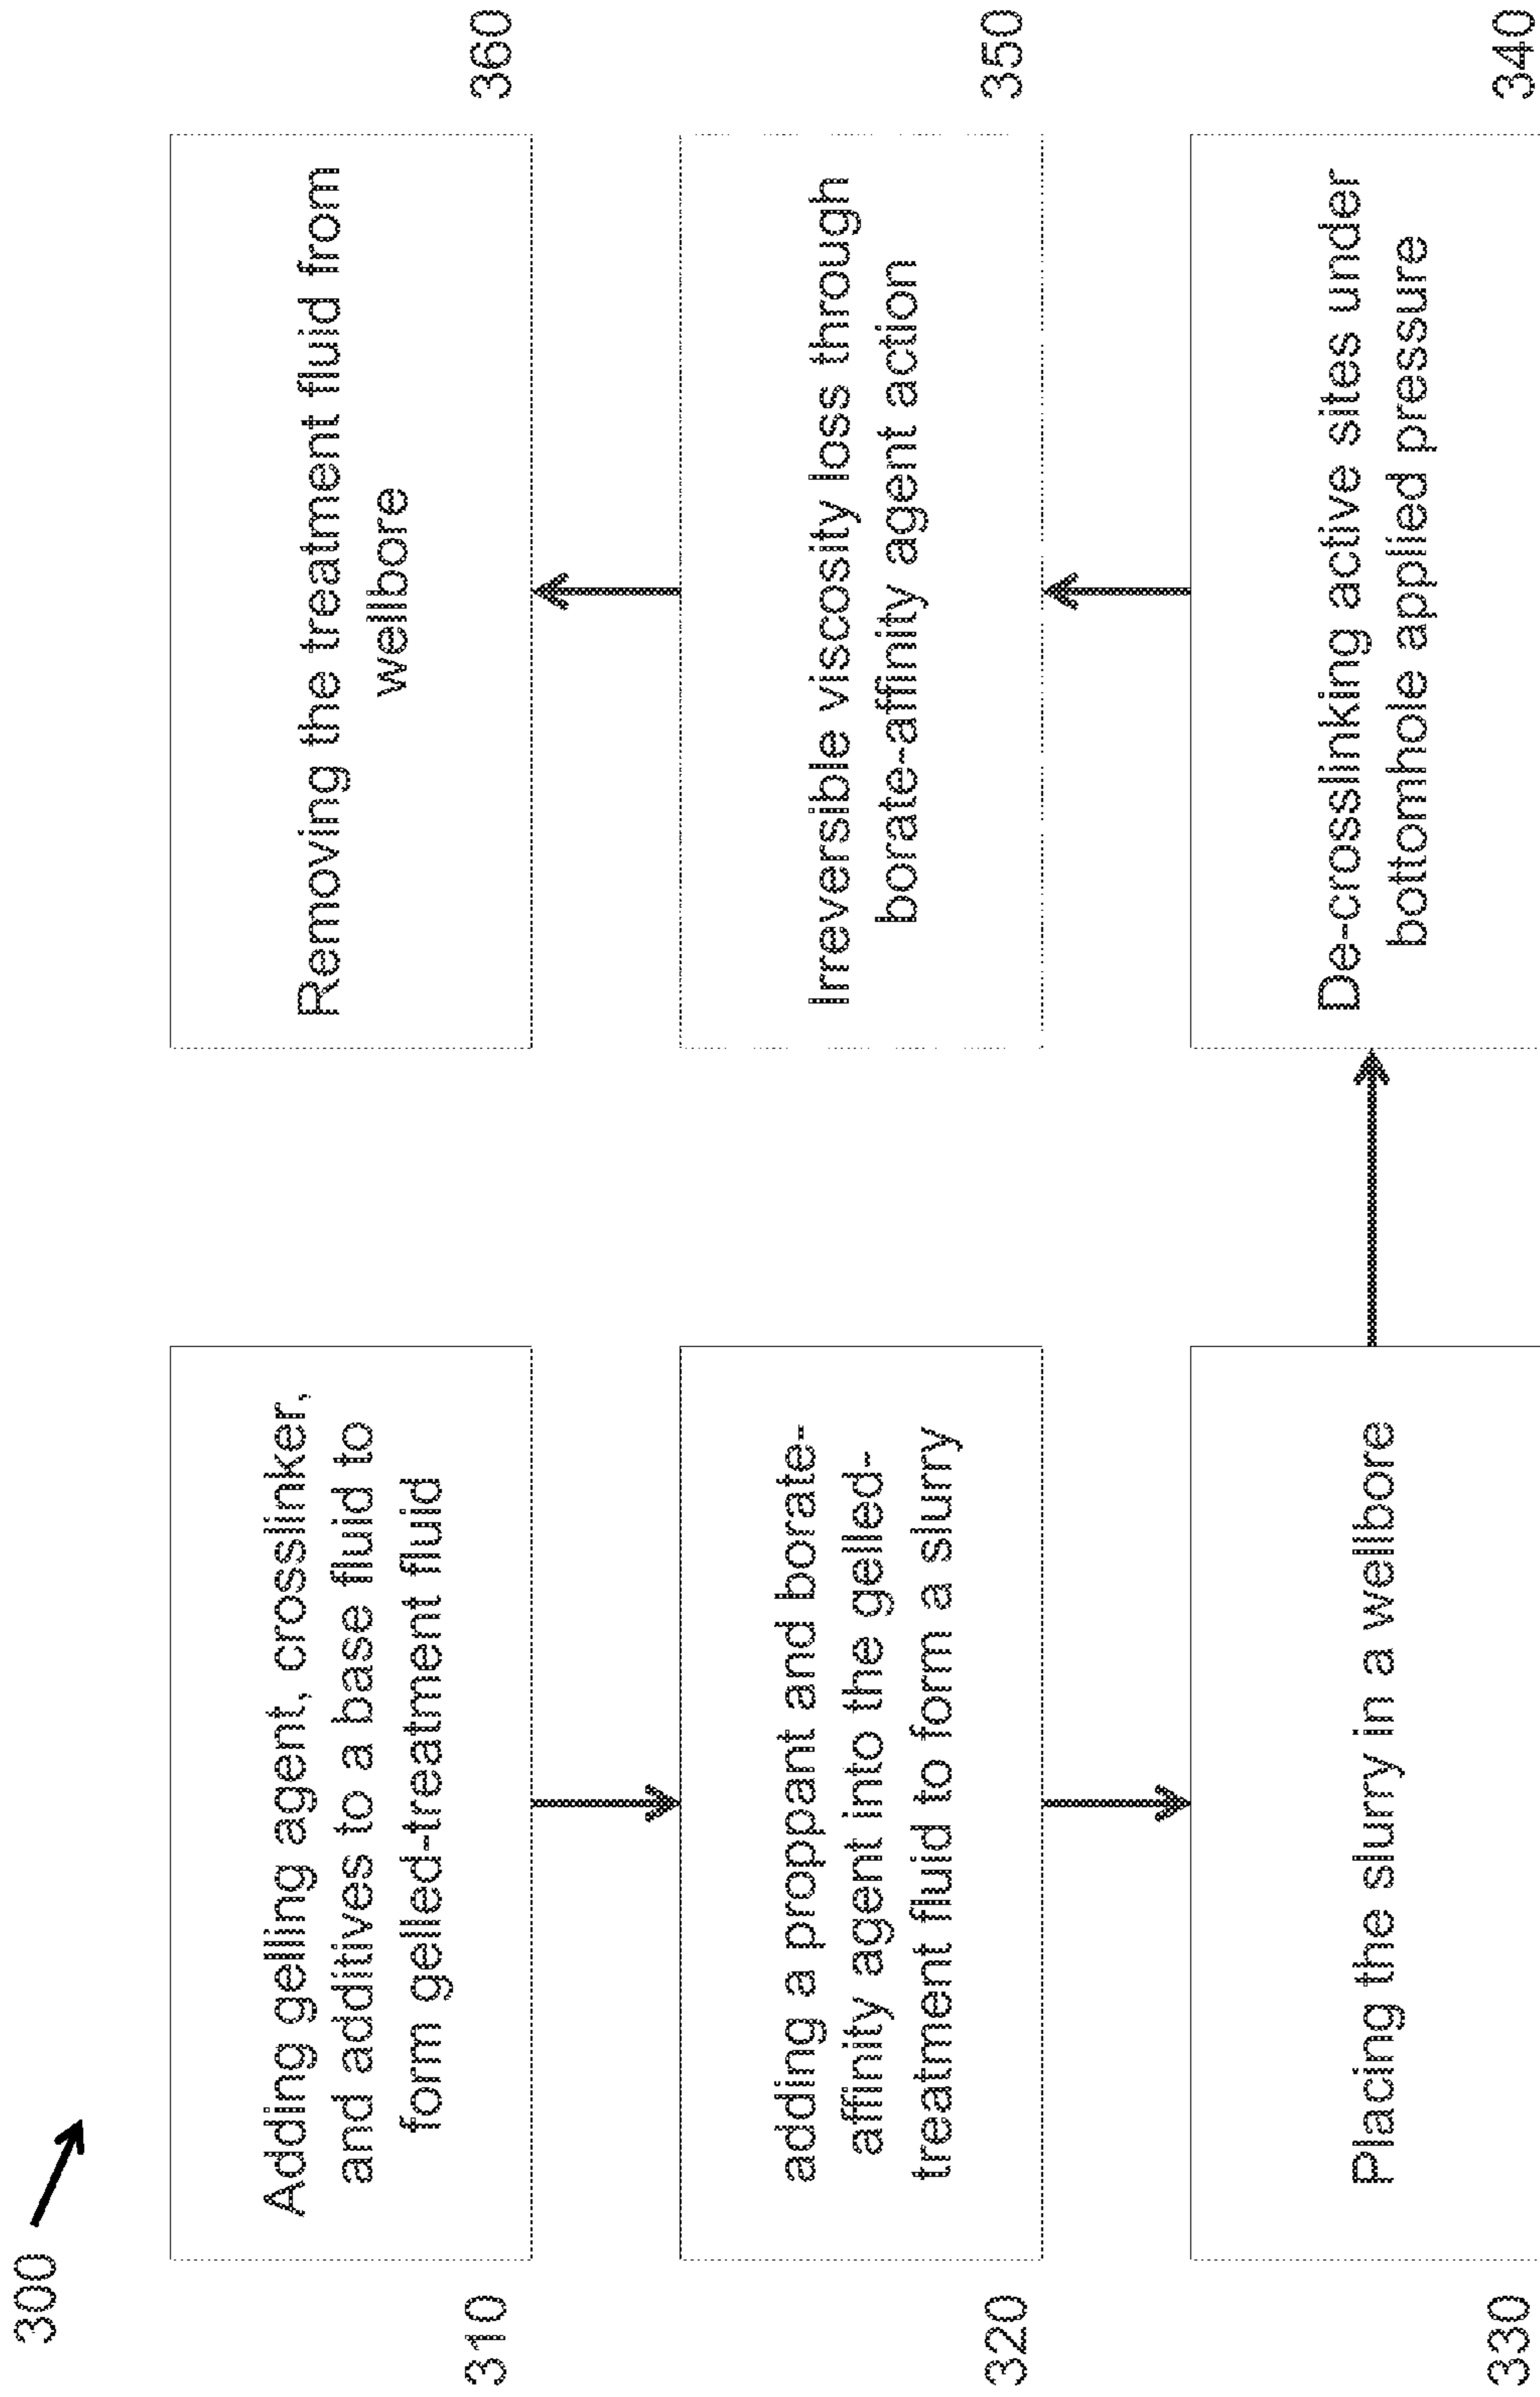 300
310
Adding gelling agent, crosslinker,
and additives to a base fluid to
form gelled-treatment fluid
320
adding a proppant and borate-
affinity agent into the gelled-
treatment fluid to form a slurry
330
Placing the slurry in a wellbore
340
De-crosslinking active sites under
bottomhole applied pressure
350
Irreversible viscosity loss through
borate-affinity agent action
360
Removing the treatment fluid from
wellbore